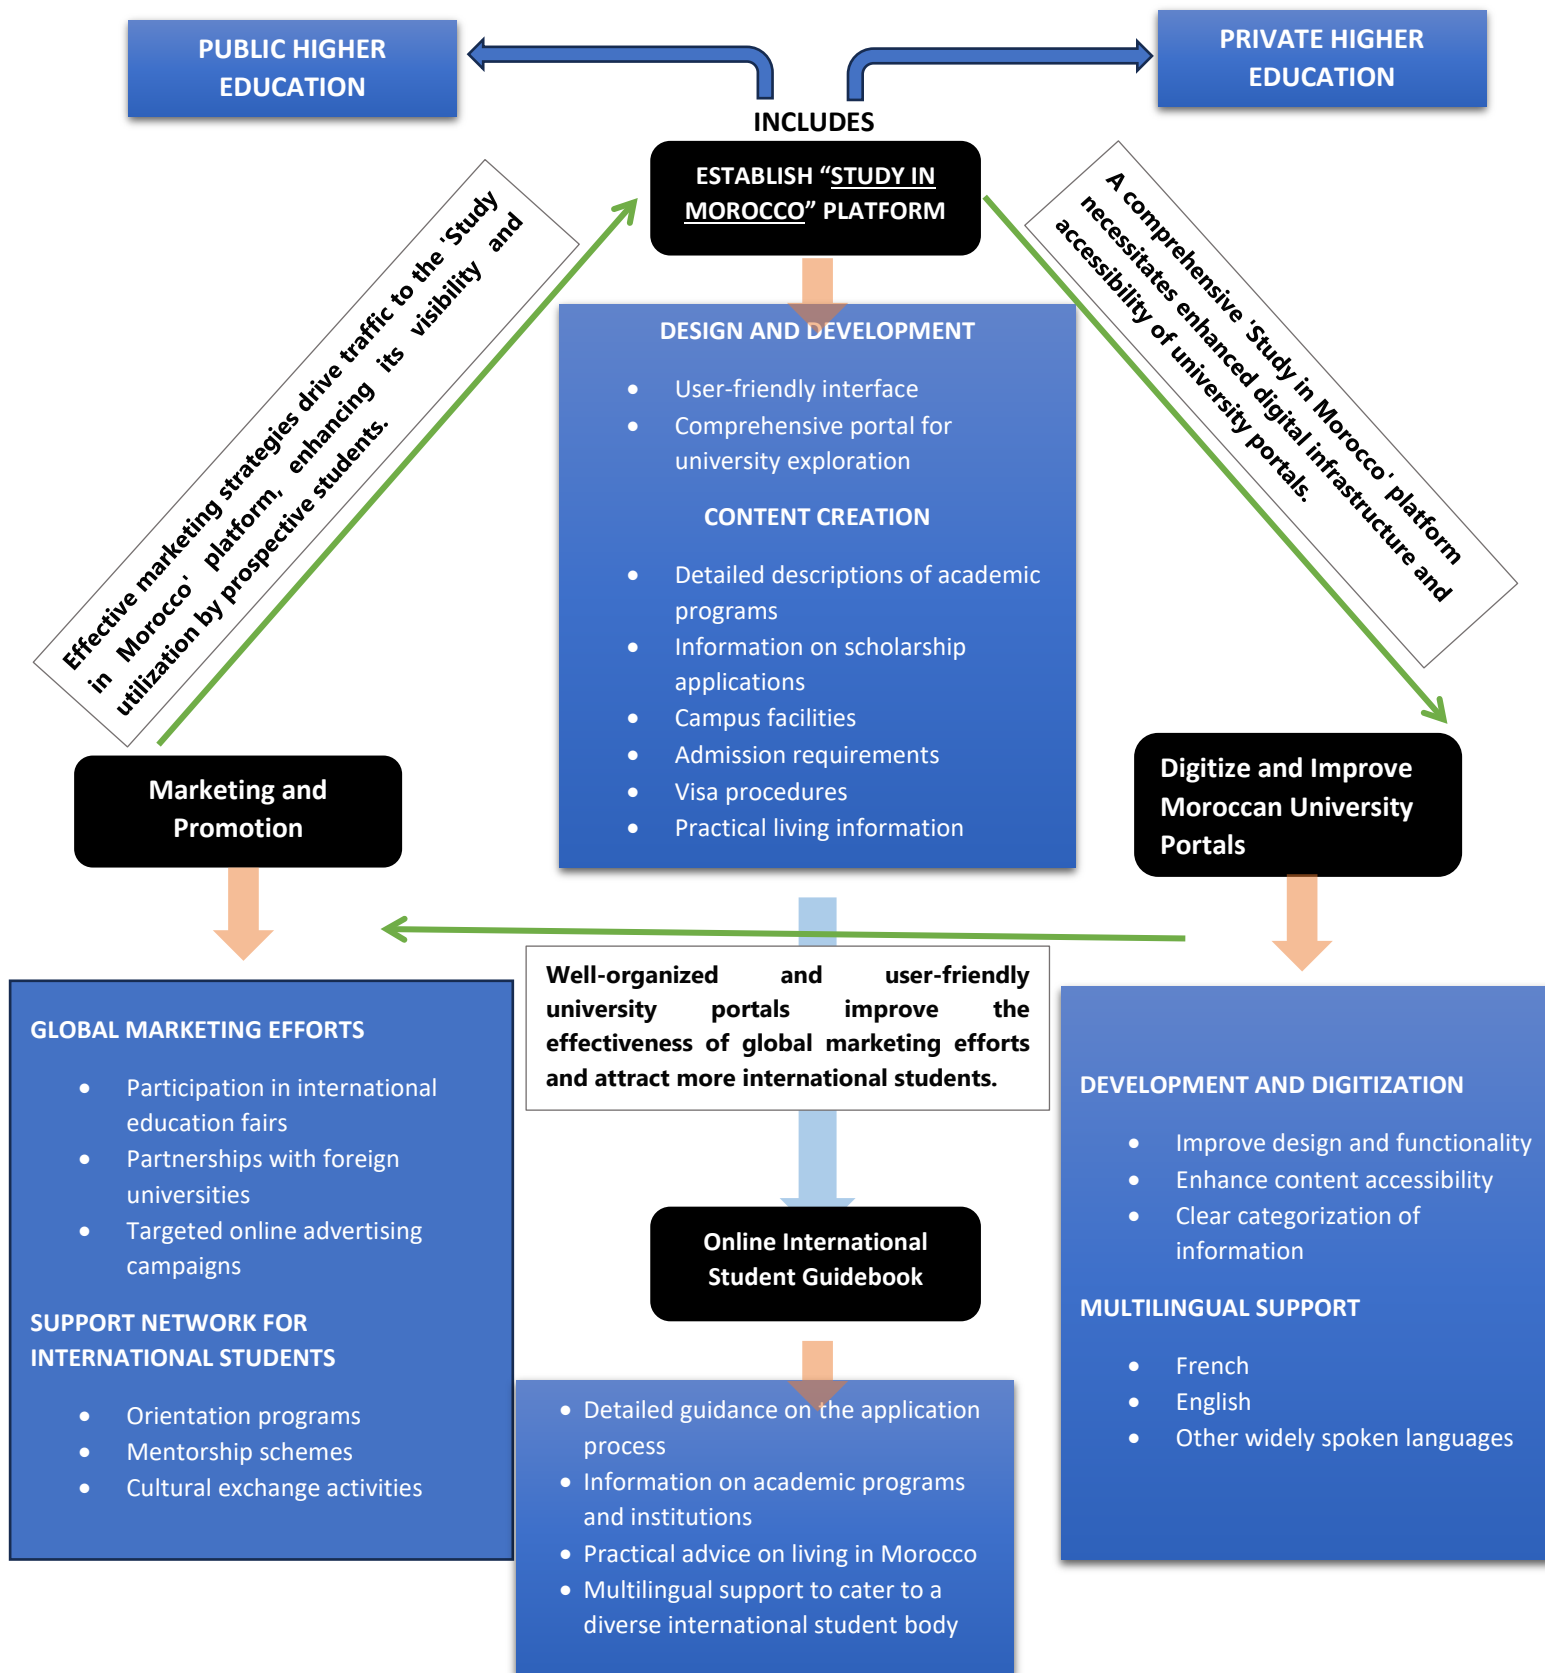 PUBLIC HIGHER
EDUCATION
PRIVATE HIGHER
EDUCATION
INCLUDES
ESTABLISH “STUDY IN
MOROCCO” PLATFORM
Effective marketing strategies drive traffic to the 'Study
in Morocco' platform, enhancing its visibility and
utilization by prospective students.
A comprehensive 'Study in Morocco' platform
necessitates enhanced digital infrastructure and
accessibility of university portals.
DESIGN AND DEVELOPMENT
• User-friendly interface
• Comprehensive portal for
university exploration
CONTENT CREATION
• Detailed descriptions of academic
programs
• Information on scholarship
applications
• Campus facilities
• Admission requirements
• Visa procedures
• Practical living information
Marketing and
Promotion
Digitize and Improve
Moroccan University
Portals
Well-organized and user-friendly
university portals improve the
effectiveness of global marketing efforts
and attract more international students.
GLOBAL MARKETING EFFORTS
• Participation in international
education fairs
• Partnerships with foreign
universities
• Targeted online advertising
campaigns
SUPPORT NETWORK FOR
INTERNATIONAL STUDENTS
• Orientation programs
• Mentorship schemes
• Cultural exchange activities
DEVELOPMENT AND DIGITIZATION
• Improve design and functionality
• Enhance content accessibility
• Clear categorization of
information
MULTILINGUAL SUPPORT
• French
• English
• Other widely spoken languages
Online International
Student Guidebook
• Detailed guidance on the application
process
• Information on academic programs
and institutions
• Practical advice on living in Morocco
• Multilingual support to cater to a
diverse international student body